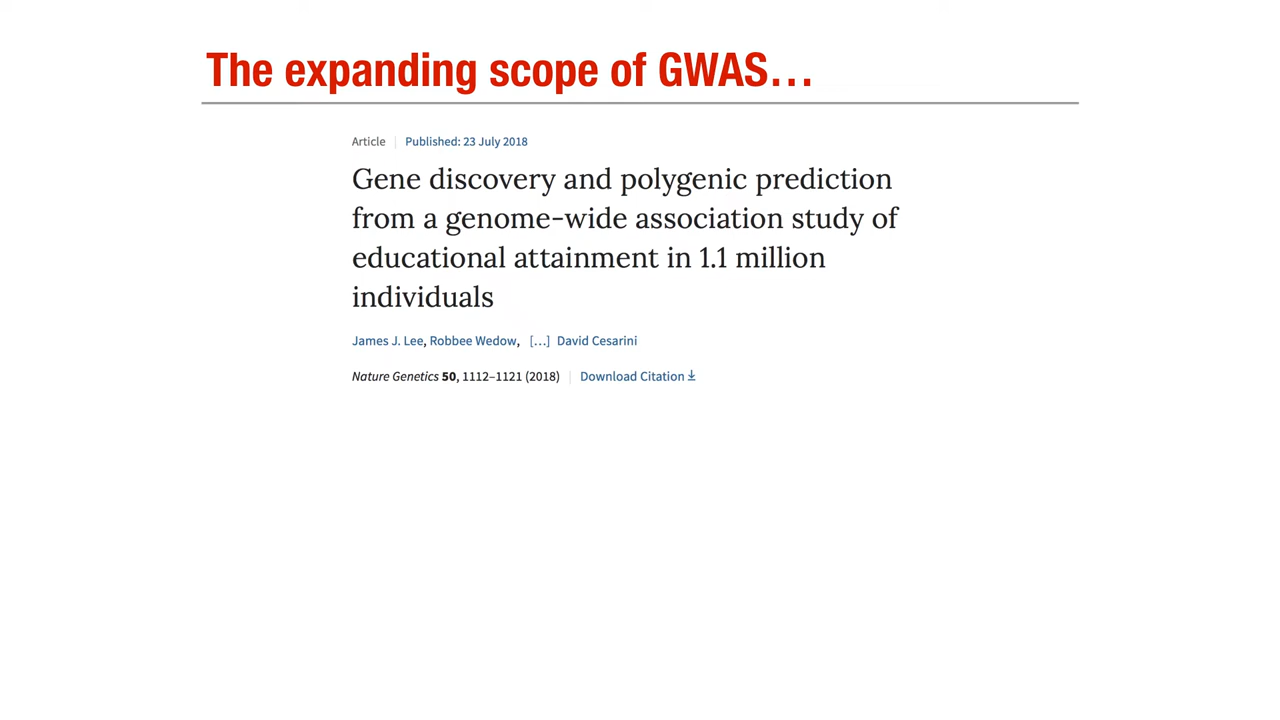 The expanding scope of GWAS…
Article | Published: 23 July 2018
Gene discovery and polygenic prediction
from a genome-wide association study of
educational attainment in 1.1 million
individuals
James J. Lee, Robbee Wedow, […] David Cesarini
Nature Genetics 50, 1112–1121 (2018) | Download Citation